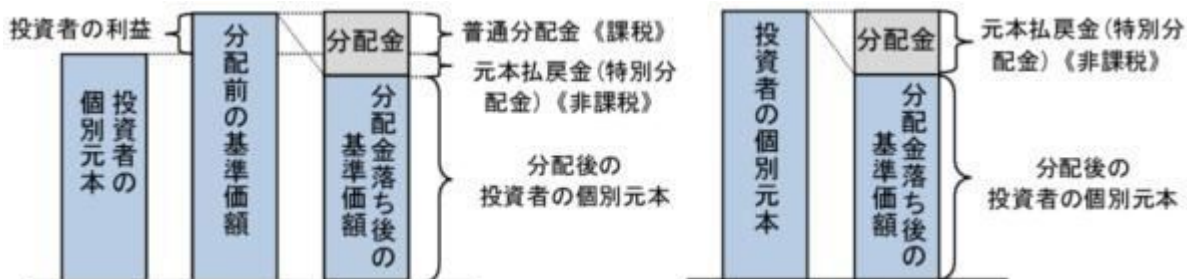 投資者の利益
投資者の
個別元本
分配前の基準価額
分配金
分配金落ち後の
基準価額
普通分配金《課税》
元本払戻金(特別分
配金)《非課税》
分配後の
投資者の個別元本
投資者の個別元本
分配金
分配金落ち後の
基準価額
元本払戻金(特別分
配金)《非課税》
分配後の
投資者の個別元本